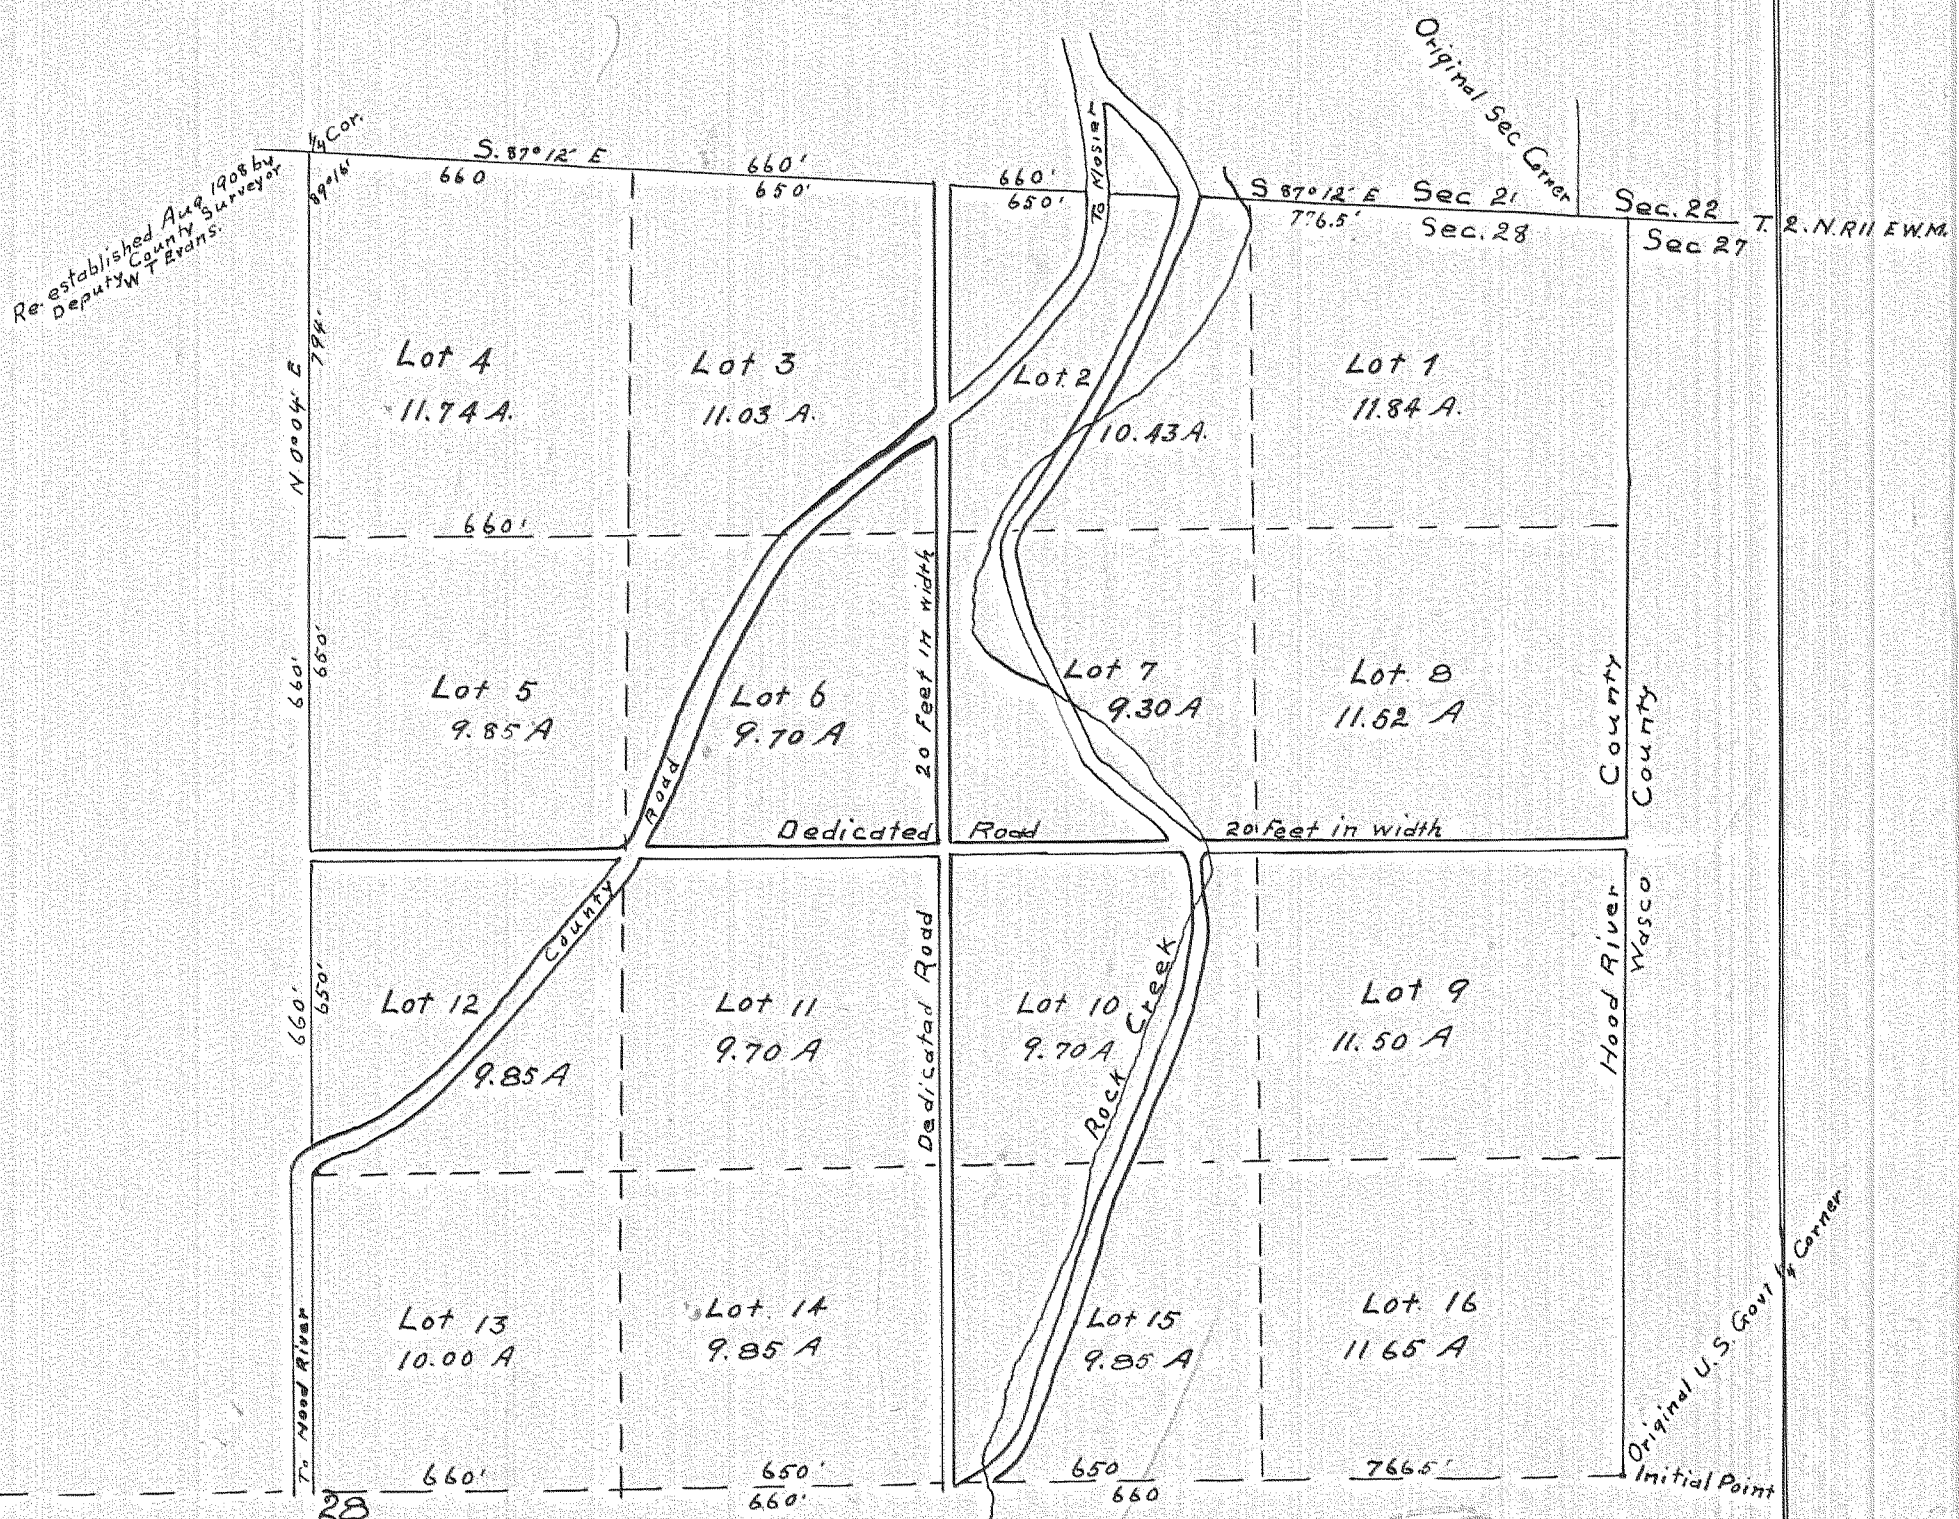 Original Sec Corner
1/4 Cor.
Re-established Aug 1908 by
Deputy County Surveyor
W T Evans.
89°16'
S. 87°12' E
660
660'
650'
660'
650'
To Mosier
S 87°12' E
776.5'
Sec 21
Sec. 28
Sec. 22
Sec 27
T. 2. N. R 11 E W.M.
N 0°04' E
794'
Lot 4
11.74 A.
Lot 3
11.03 A.
Lot 2
10.43 A.
Lot 1
11.84 A.
660'
20 Feet in width
660'
650'
Lot 5
9.85 A
Lot 6
9.70 A
Lot 7
9.30 A
Lot 8
11.52 A
County
County
Road
Dedicated Road
20 Feet in width
County
Dedicatad Road
Hood River
Wasco
660'
650'
Lot 12
9.85 A
Lot 11
9.70 A
Lot 10
9.70 A
Rock Creek
Lot 9
11.50 A
To Hood River
Lot 13
10.00 A
Lot 14
9.85 A
Lot 15
9.85 A
Lot 16
11 65 A
Original U. S. Govt 1/4 Corner
Initial Point
660'
650'
660'
650
660
766.5'
28